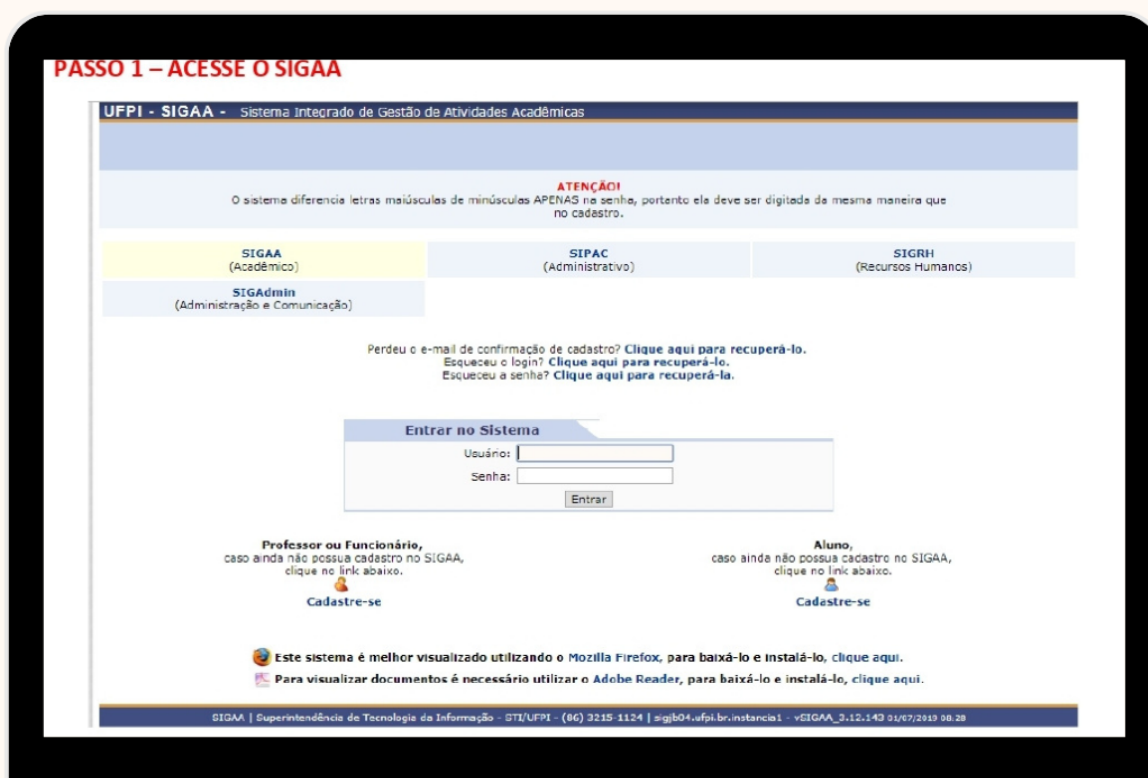 PASSO 1 – ACESSE O SIGAA
UFPI - SIGAA - Sistema Integrado de Gestão de Atividades Acadêmicas
ATENÇÃO!
O sistema diferencia letras maiúsculas de minúsculas APENAS na senha, portanto ela deve ser digitada da mesma maneira que
no cadastro.
SIGAA SIPAC SIGRH
(Acadêmico) (Administrativo) (Recursos Humanos)
SIGAdmin
(Administração e Comunicação)
Perdeu o e-mail de confirmação de cadastro? Clique aqui para recuperá-lo.
Esqueceu o login? Clique aqui para recuperá-lo.
Esqueceu a senha? Clique aqui para recuperá-la.
Entrar no Sistema
Usuário:
Senha:
Entrar
Professor ou Funcionário,
caso ainda não possua cadastro no SIGAA,
clique no link abaixo.
Cadastre-se
Aluno,
caso ainda não possua cadastro no SIGAA,
clique no link abaixo.
Cadastre-se
Este sistema é melhor visualizado utilizando o Mozilla Firefox, para baixá-lo e instalá-lo, clique aqui.
Para visualizar documentos é necessário utilizar o Adobe Reader, para baixá-lo e instalá-lo, clique aqui.
SIGAA | Superintendência de Tecnologia da Informação - STI/UFPI - (86) 3215-1124 | sigjb04.ufpi.br.instancia1 - vSIGAA_3.12.143 01/07/2019 08:28